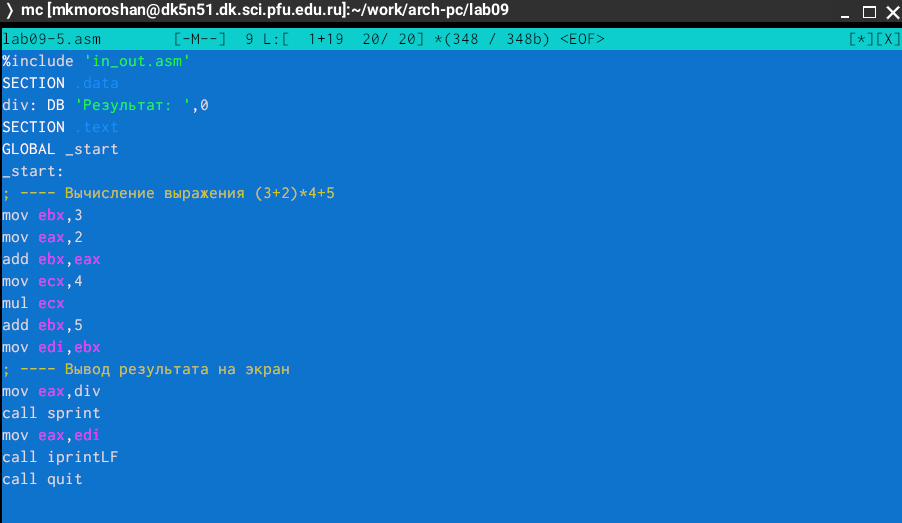 ❭ mc [mkmoroshan@dk5n51.dk.sci.pfu.edu.ru]:~/work/arch-pc/lab09
lab09-5.asm [-M--] 9 L:[ 1+19 20/ 20] *(348 / 348b) <EOF> [*][X]
%include 'in_out.asm'
SECTION .data
div: DB 'Результат: ',0
SECTION .text
GLOBAL _start
_start:
; ---- Вычисление выражения (3+2)*4+5
mov ebx,3
mov eax,2
add ebx,eax
mov ecx,4
mul ecx
add ebx,5
mov edi,ebx
; ---- Вывод результата на экран
mov eax,div
call sprint
mov eax,edi
call iprintLF
call quit